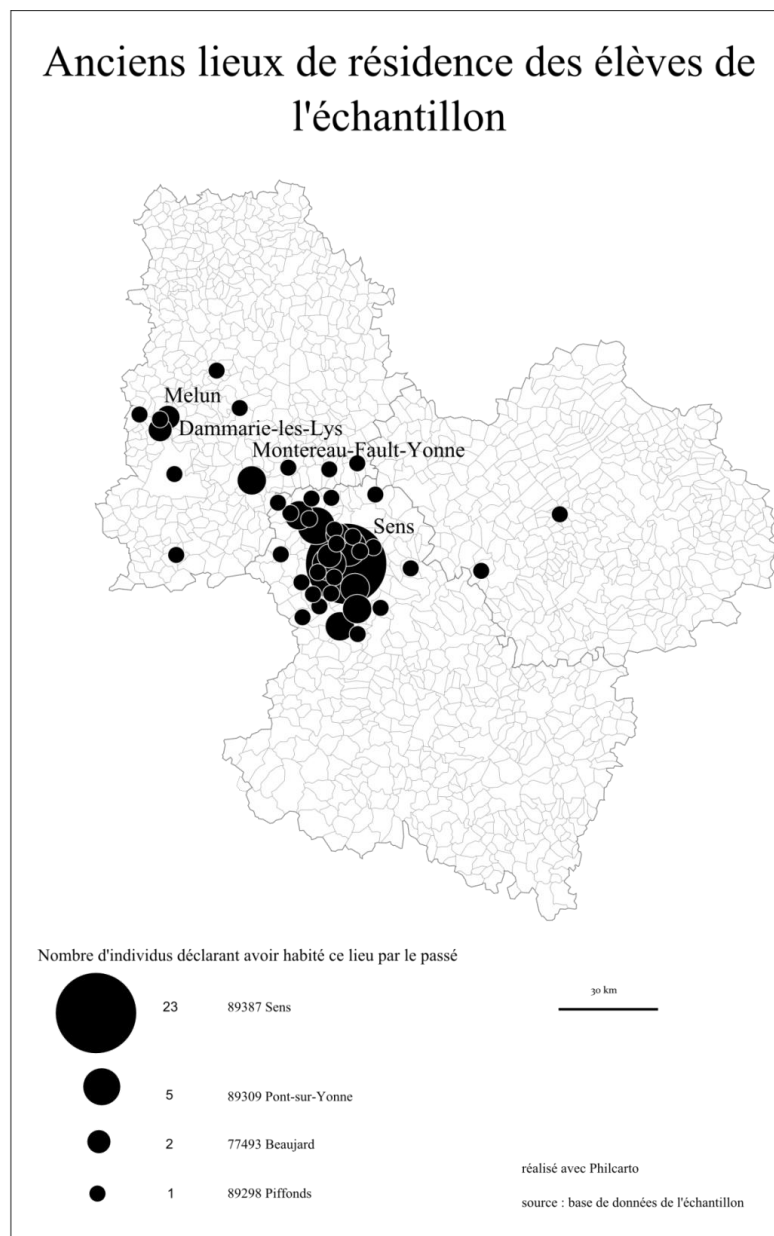 Anciens lieux de résidence des élèves de
l'échantillon
Melun
Dammarie-les-Lys
Montereau-Fault-Yonne
Sens
Nombre d'individus déclarant avoir habité ce lieu par le passé
23 89387 Sens
30 km
5 89309 Pont-sur-Yonne
2 77493 Beaujard
1 89298 Piffonds
réalisé avec Philcarto
source : base de données de l'échantillon